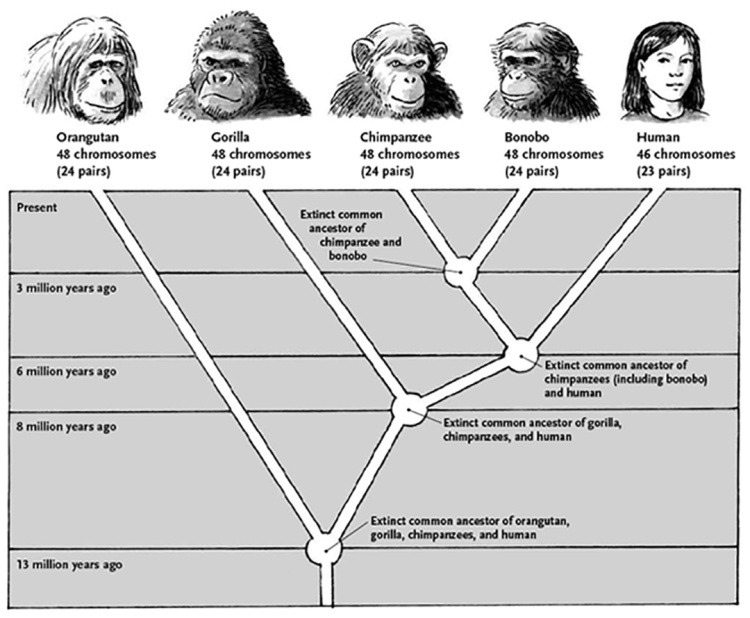 Orangutan
48 chromosomes
(24 pairs)
Gorilla
48 chromosomes
(24 pairs)
Chimpanzee
48 chromosomes
(24 pairs)
Bonobo
48 chromosomes
(24 pairs)
Human
46 chromosomes
(23 pairs)
Present
Extinct common
ancestor of
chimpanzee and
bonobo
3 million years ago
Extinct common ancestor of
chimpanzees (including bonobo)
and human
6 million years ago
Extinct common ancestor of gorilla,
chimpanzees, and human
8 million years ago
Extinct common ancestor of orangutan,
gorilla, chimpanzees, and human
13 million years ago